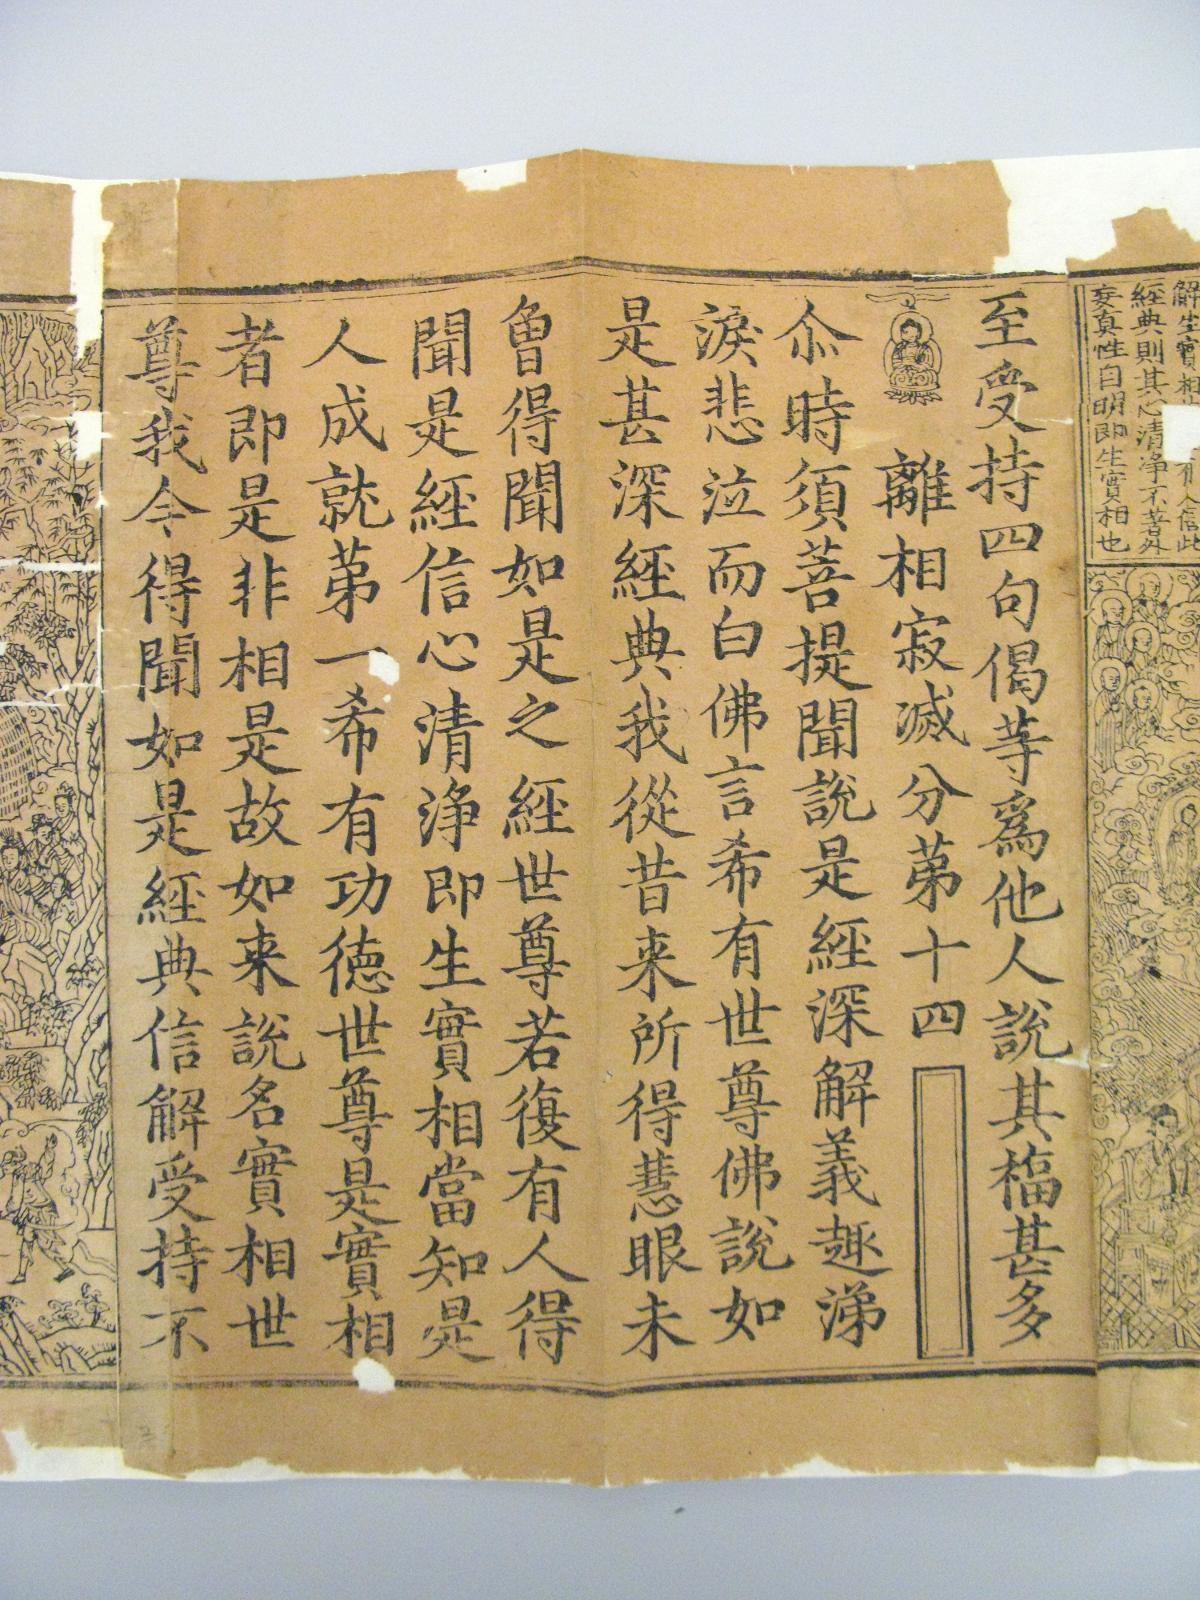 解生實相
經典則其心清淨不著外
妄真性自明即生實相也
至受持四句偈等爲他人說其福甚多
離相寂滅分第十四
尒時須菩提聞說是經深解義趣涕
淚悲泣而白佛言希有世尊佛說如
是甚深經典我從昔来所得慧眼未
曾得聞如是之經世尊若復有人得
聞是經信心清淨即生實相當知是
人成就第一希有功德世尊是實相
者即是非相是故如来說名實相世
尊我今得聞如是經典信解受持不